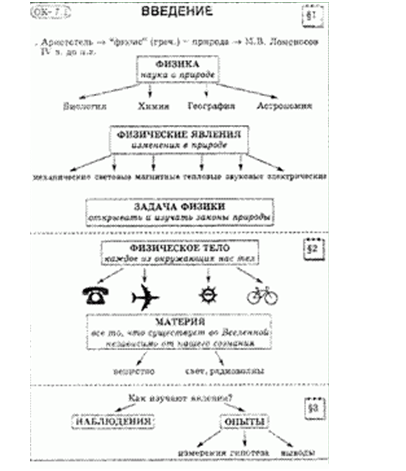 ОК-7.1
ВВЕДЕНИЕ
§1
Аристотель → "физис" (греч.) – природа → М.В. Ломоносов
IV в. до н.э.
ФИЗИКА
наука о природе
Биология Химия География Астрономия
ФИЗИЧЕСКИЕ ЯВЛЕНИЯ
изменения в природе
механические световые магнитные тепловые звуковые электрические
ЗАДАЧА ФИЗИКИ
открывать и изучать законы природы
ФИЗИЧЕСКОЕ ТЕЛО
каждое из окружающих нас тел
§2
МАТЕРИЯ
все то, что существует во Вселенной
независимо от нашего сознания
вещество свет, радиоволны
Как изучают явления?
§3
НАБЛЮДЕНИЯ ОПЫТЫ
измерения гипотеза выводы